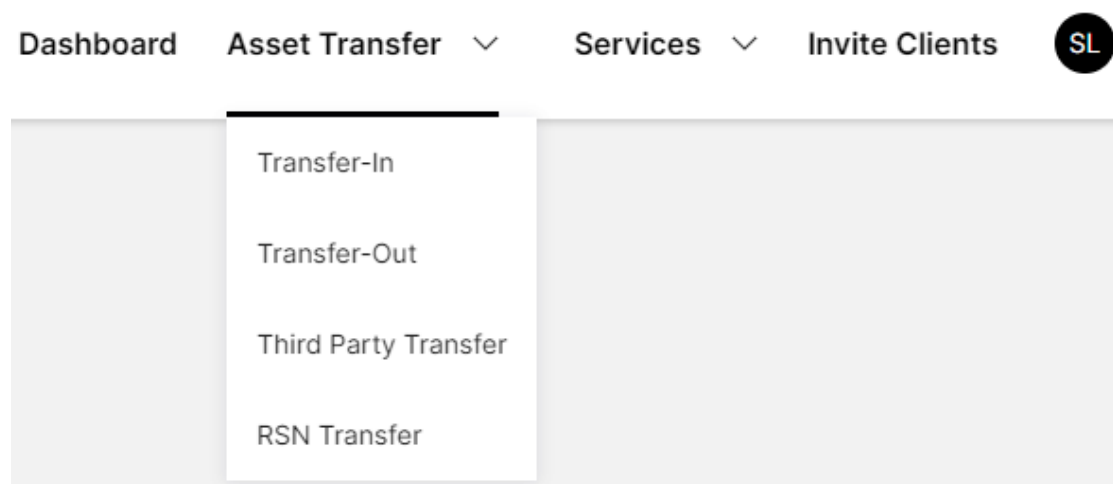 Dashboard Asset Transfer Services Invite Clients SL
Transfer-In
Transfer-Out
Third Party Transfer
RSN Transfer